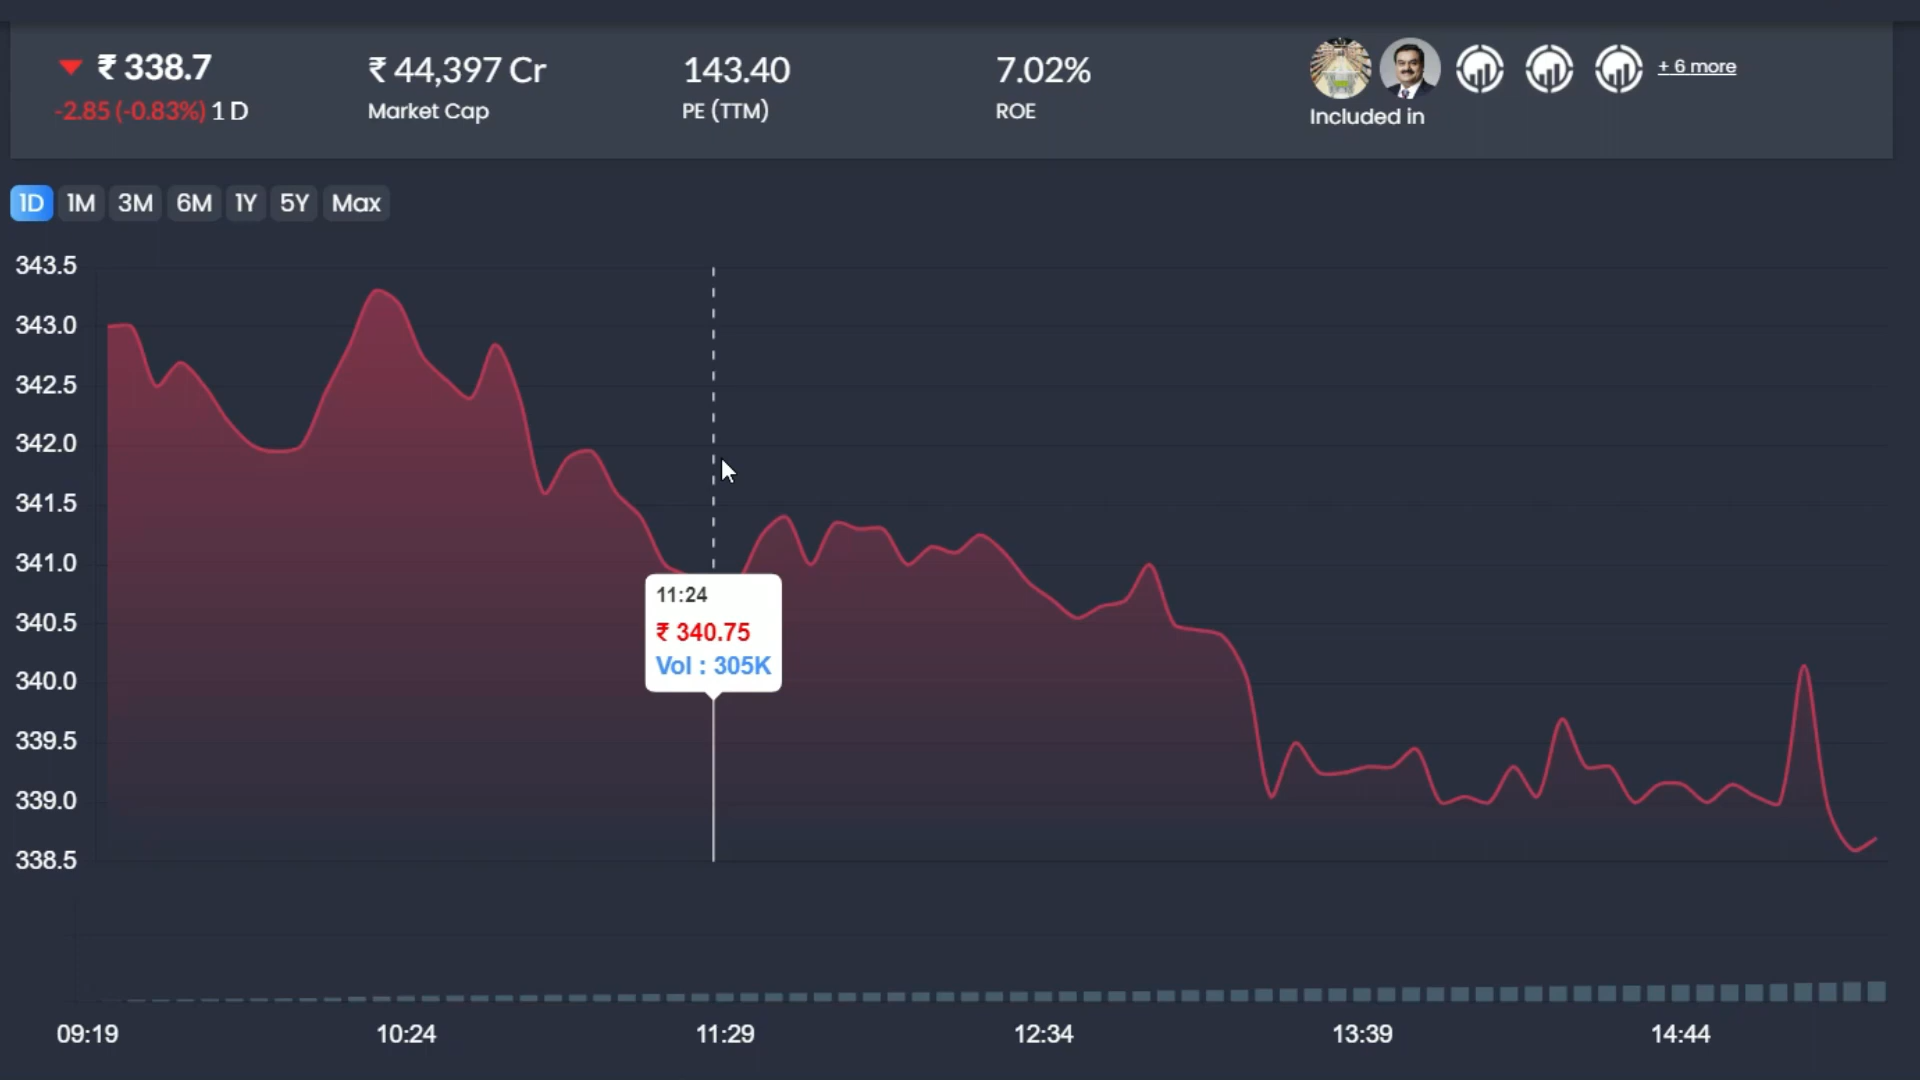 ₹ 338.7
-2.85 (-0.83%) 1 D
₹ 44,397 Cr
Market Cap
143.40
PE (TTM)
7.02%
ROE
+ 6 more
Included in
1D 1M 3M 6M 1Y 5Y Max
343.5
343.0
342.5
342.0
341.5
341.0
340.5
340.0
339.5
339.0
338.5
11:24
₹ 340.75
Vol : 305K
09:19 10:24 11:29 12:34 13:39 14:44